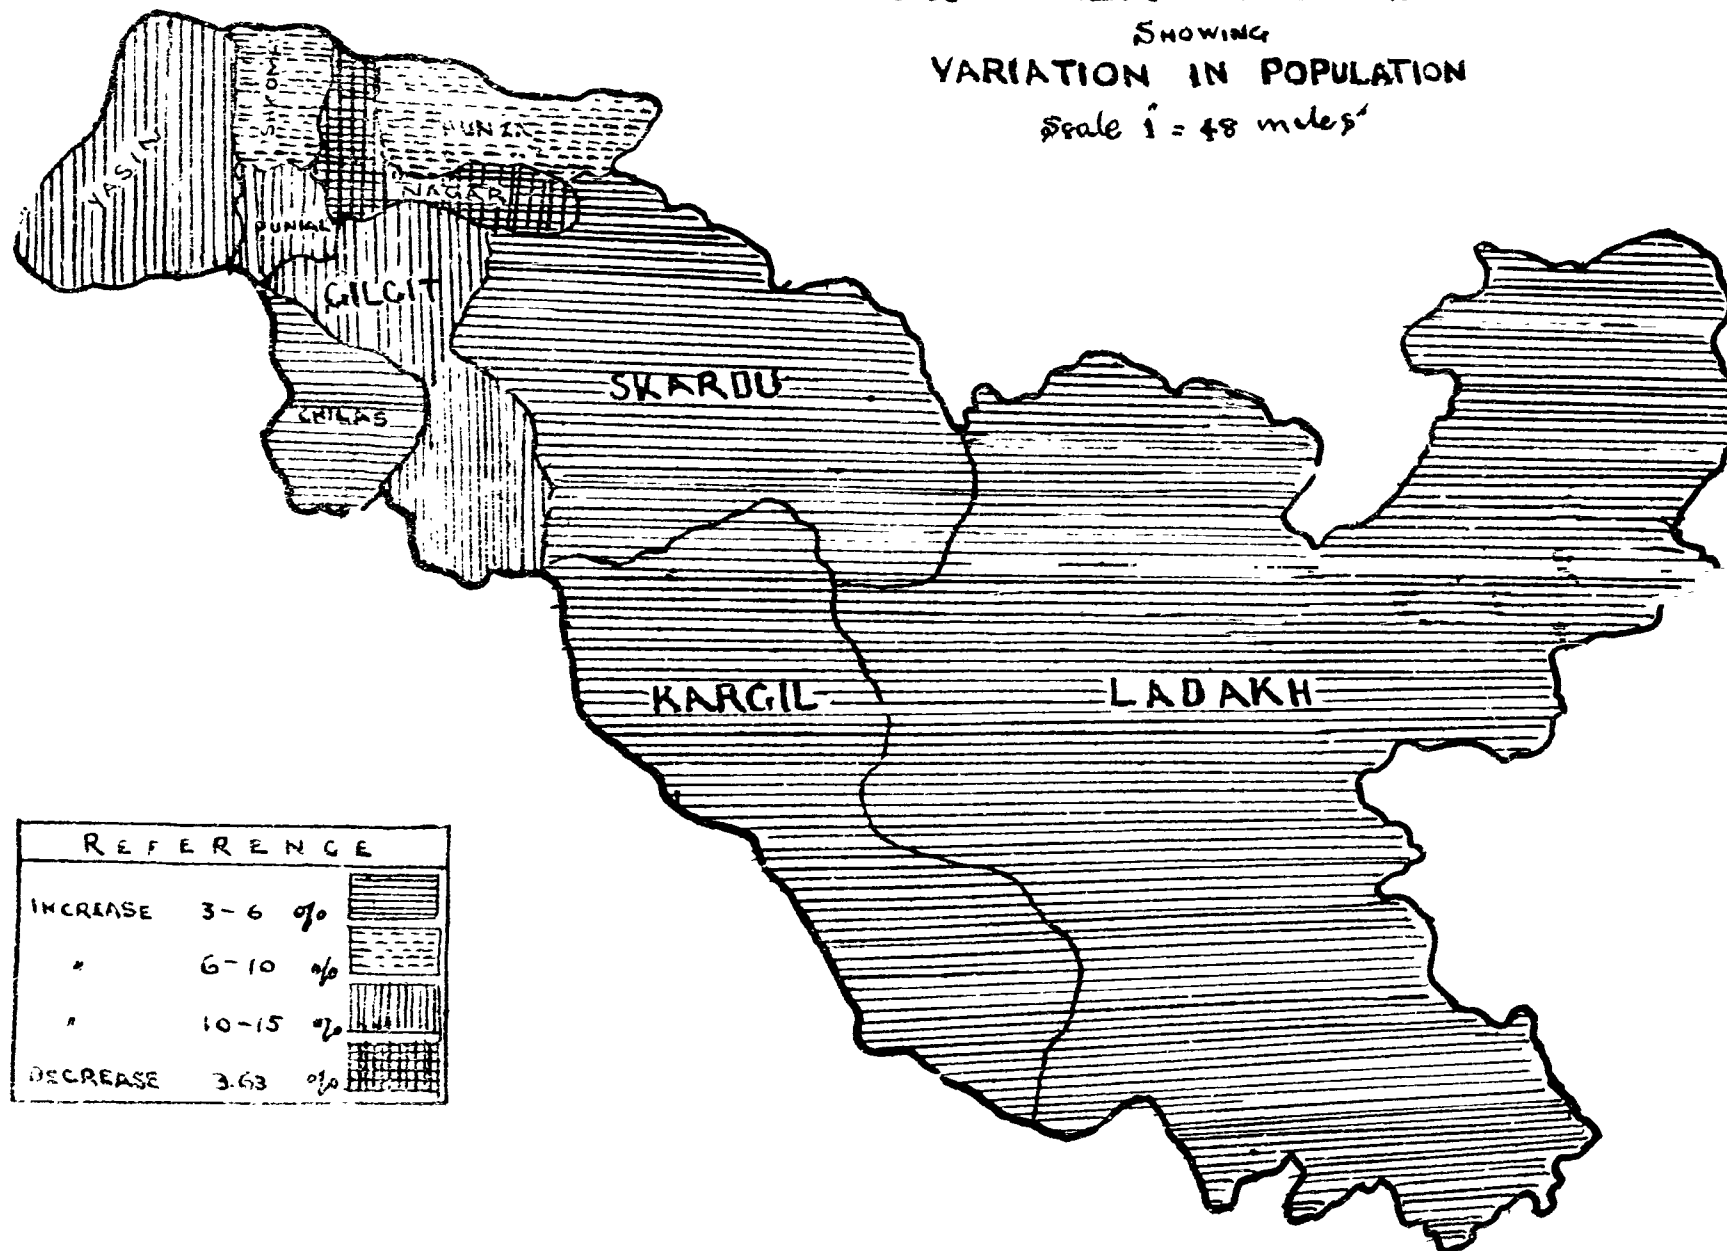 SHOWING
VARIATION IN POPULATION
Scale 1" = 48 miles
YASIN
HUNZA
NAGAR
PUNIAL
GILGIT
CHILAS
SKARDU
KARGIL
LADAKH
REFERENCE
INCREASE 3-6 %
" 6-10 %
" 10-15 %
DECREASE 3.63 %